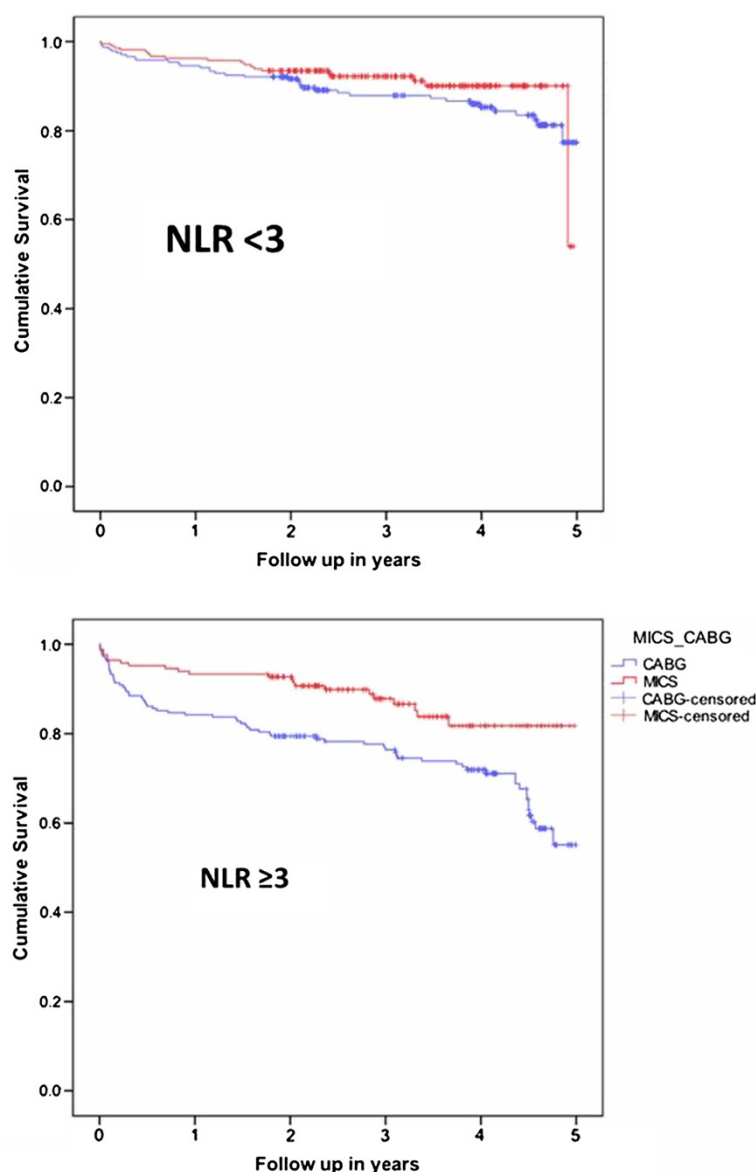 1.0
0.8
0.6
0.4
0.2
0.0
Cumulative Survival
NLR <3
0 1 2 3 4 5
Follow up in years
1.0
0.8
0.6
0.4
0.2
0.0
Cumulative Survival
NLR ≥3
0 1 2 3 4 5
Follow up in years
MICS_CABG
CABG
MICS
CABG-censored
MICS-censored